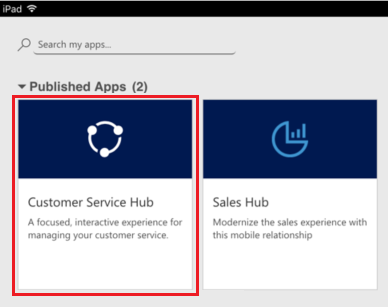 iPad
Search my apps...
Published Apps (2)
Customer Service Hub
A focused, interactive experience for
managing your customer service.
Sales Hub
Modernize the sales experience with
this mobile relationship